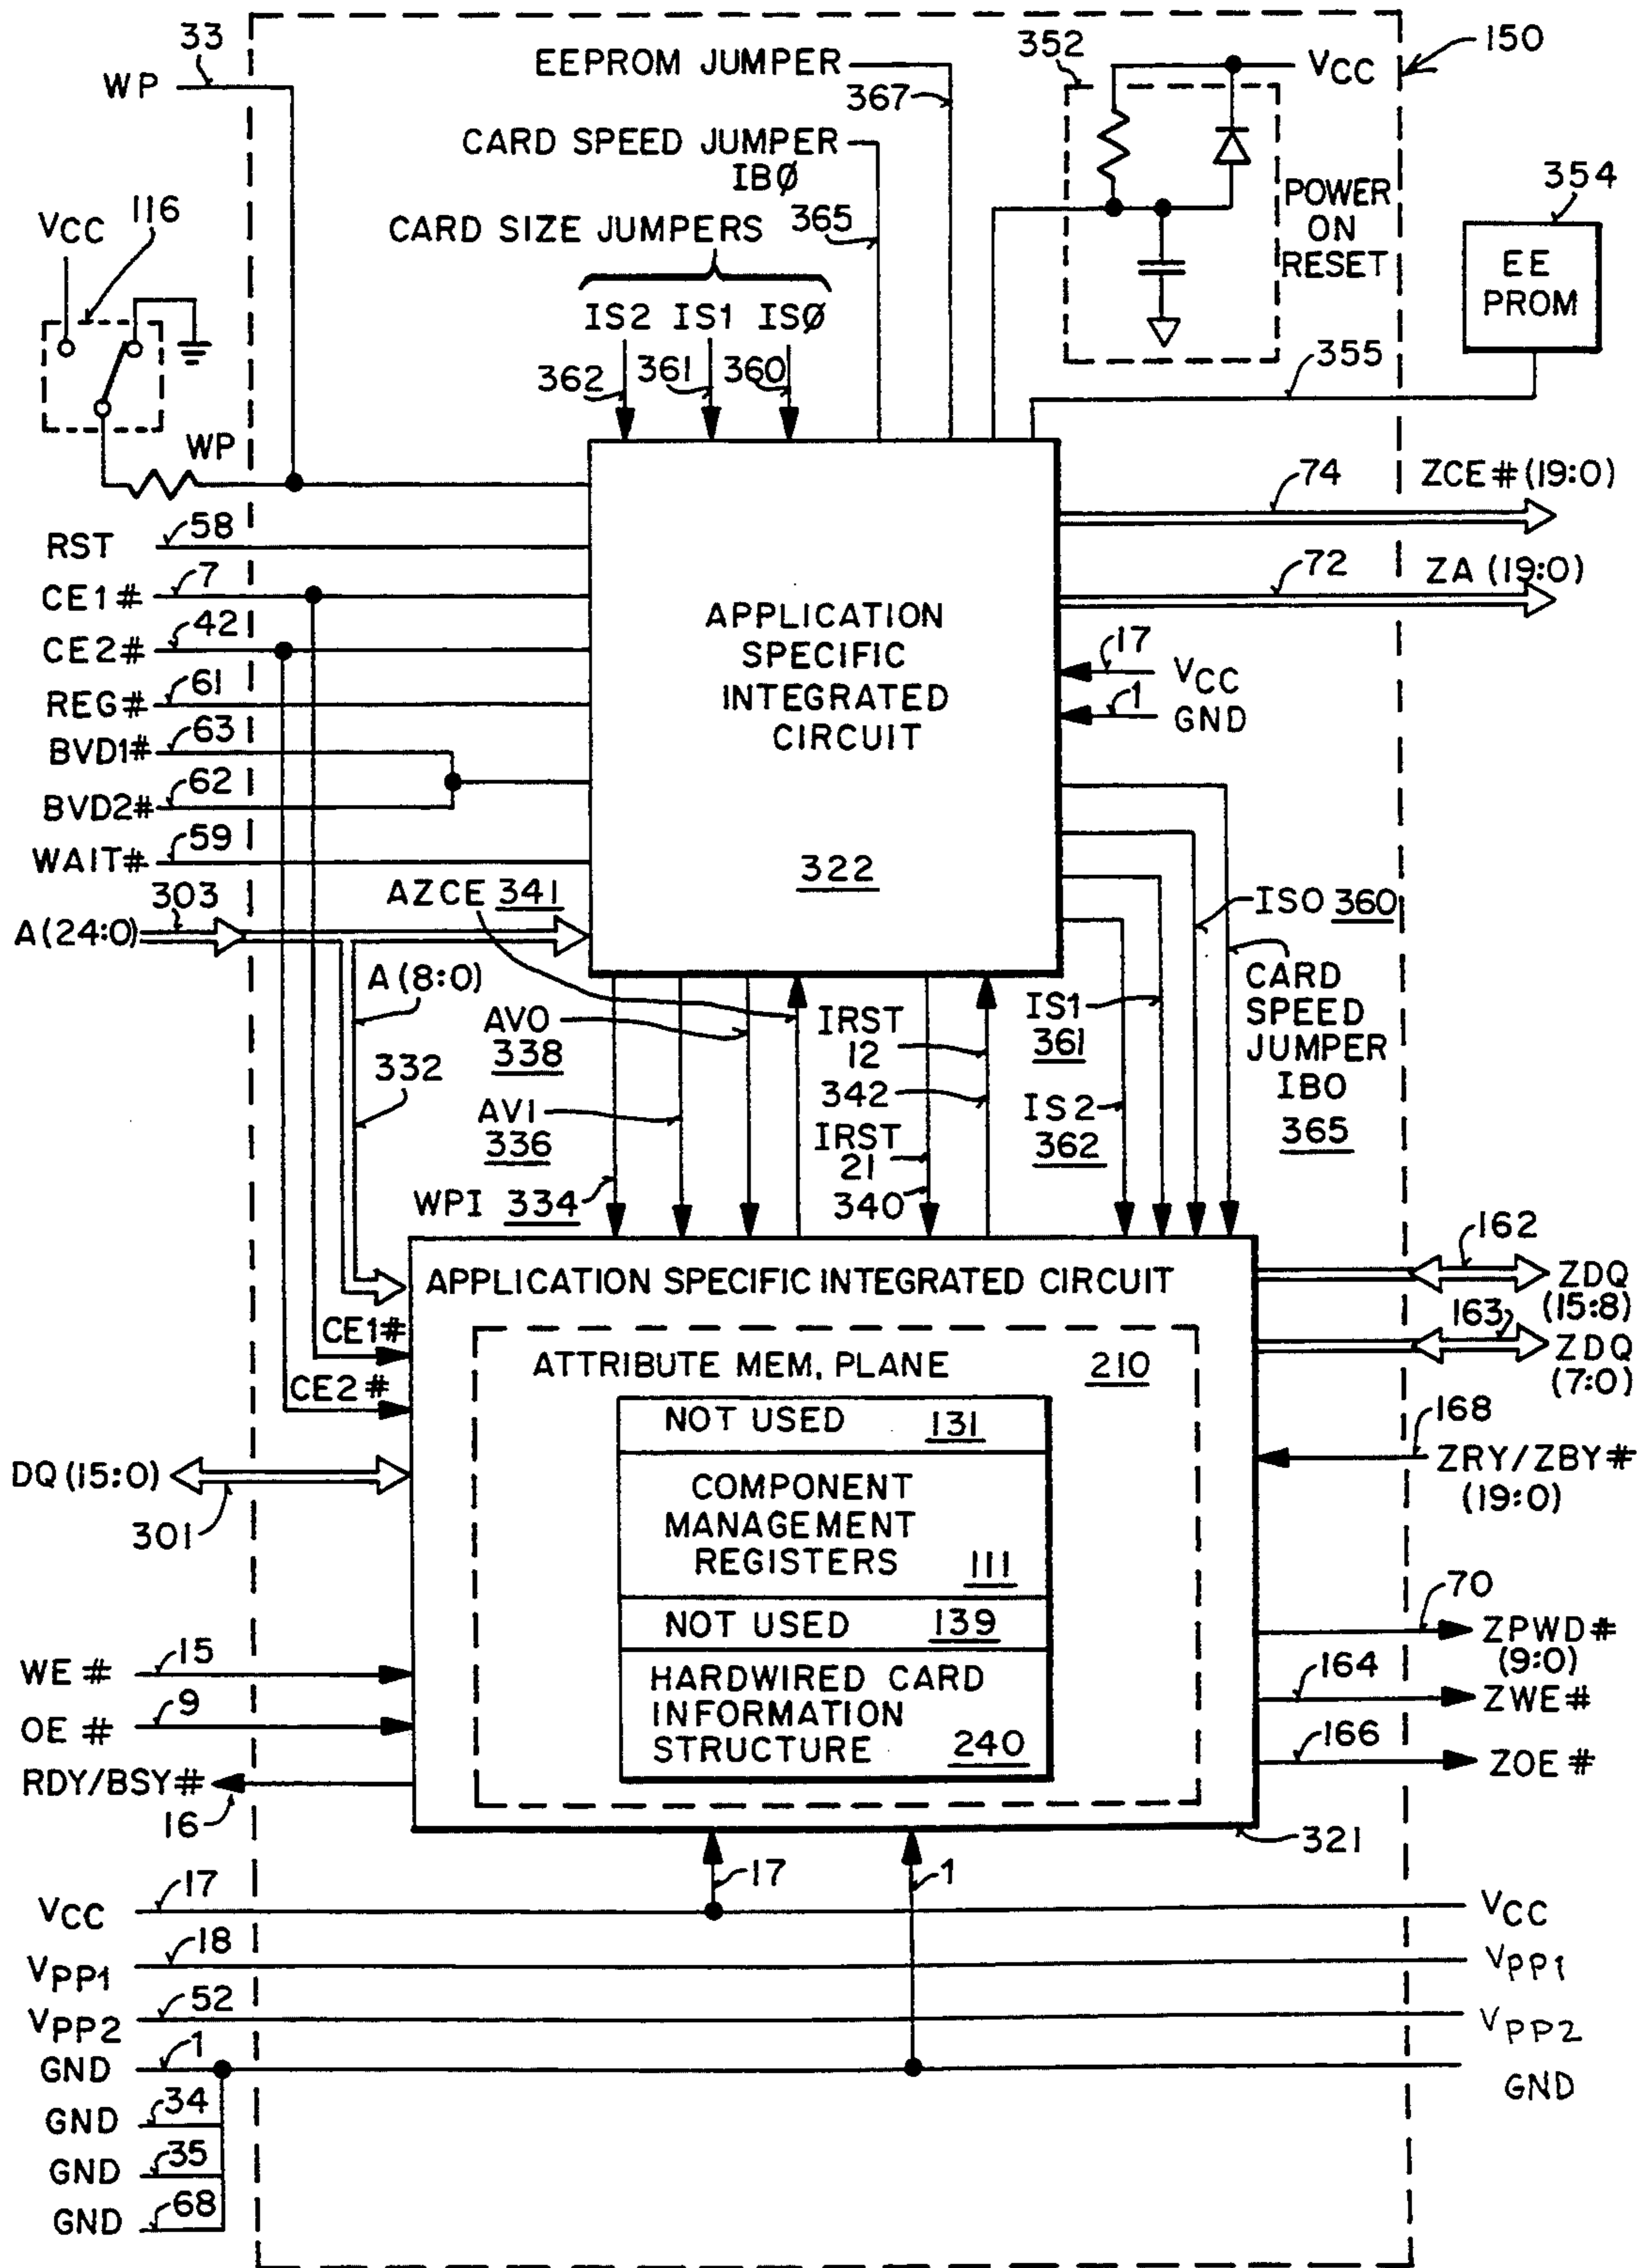 33
WP
EEPROM JUMPER
367
352
VCC
150
CARD SPEED JUMPER
IBØ
365
354
EE
PROM
VCC
116
CARD SIZE JUMPERS
POWER
ON
RESET
IS2 IS1 ISØ
362 361 360
355
WP
74
ZCE#(19:0)
RST
58
CE1#
7
72
ZA (19:0)
CE2#
42
APPLICATION
SPECIFIC
INTEGRATED
CIRCUIT
322
17
VCC
1
GND
REG#
61
BVD1#
63
BVD2#
62
WAIT#
59
303
A(24:0)
AZCE 341
ISO 360
A(8:0)
332
AVO
338
AVI
336
WPI 334
IRST
12
342
IRST
21
340
IS1
361
IS2
362
CARD
SPEED
JUMPER
IBO
365
APPLICATION SPECIFIC INTEGRATED CIRCUIT
162
ZDQ
(15:8)
163
ZDQ
(7:0)
CE1#
CE2#
ATTRIBUTE MEM, PLANE 210
NOT USED 131
168
ZRY/ZBY#
(19:0)
DQ(15:0)
301
COMPONENT
MANAGEMENT
REGISTERS 111
NOT USED 139
70
ZPWD#
(9:0)
HARDWIRED CARD
INFORMATION
STRUCTURE 240
164
ZWE#
166
ZOE#
WE#
15
OE#
9
RDY/BSY#
16
321
17
1
VCC
17
VCC
VPP1
18
VPP1
VPP2
52
VPP2
GND
1
GND
GND
34
GND
35
GND
68